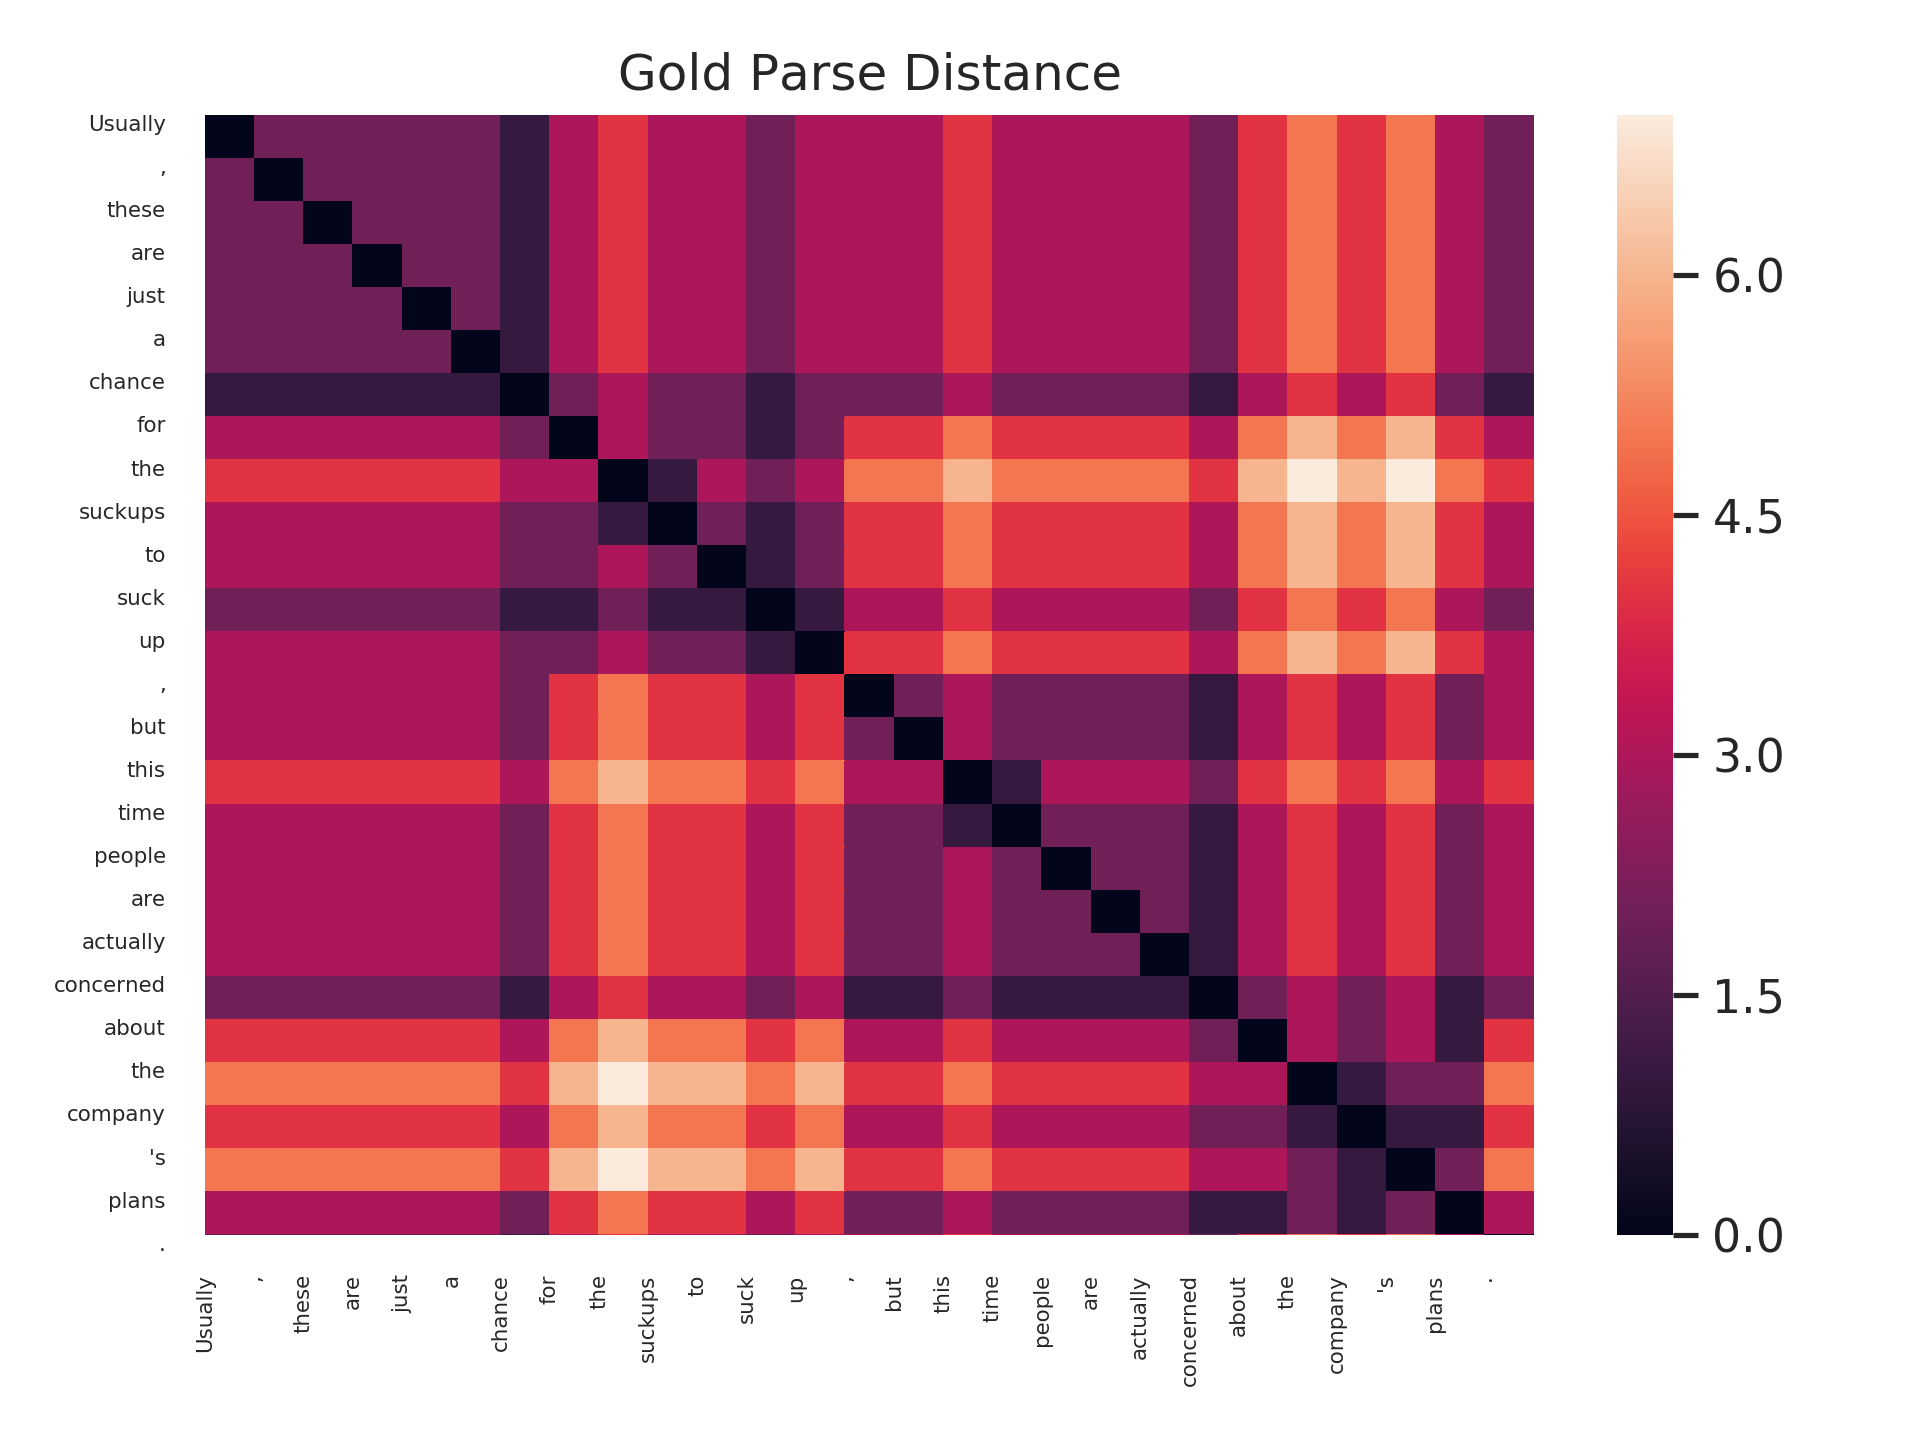 Gold Parse Distance
Usually
,
these
are
just
a
chance
for
the
suckups
to
suck
up
,
but
this
time
people
are
actually
concerned
about
the
company
's
plans
.
6.0
4.5
3.0
1.5
0.0
Usually
,
these
are
just
a
chance
for
the
suckups
to
suck
up
,
but
this
time
people
are
actually
concerned
about
the
company
's
plans
.